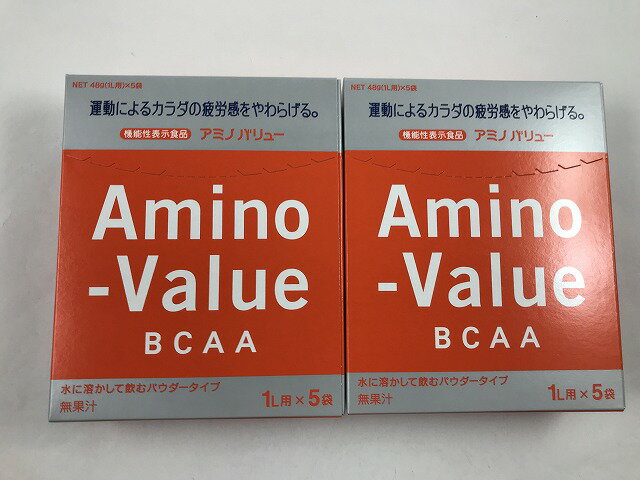 NET 48g(1L用)×5袋
運動によるカラダの疲労感をやわらげる。
機能性表示食品 アミノバリュー
Amino
-Value
BCAA
水に溶かして飲むパウダータイプ
無果汁
1L用×5袋
NET 48g(1L用)×5袋
運動によるカラダの疲労感をやわらげる。
機能性表示食品 アミノバリュー
Amino
-Value
BCAA
水に溶かして飲むパウダータイプ
無果汁
1L用×5袋